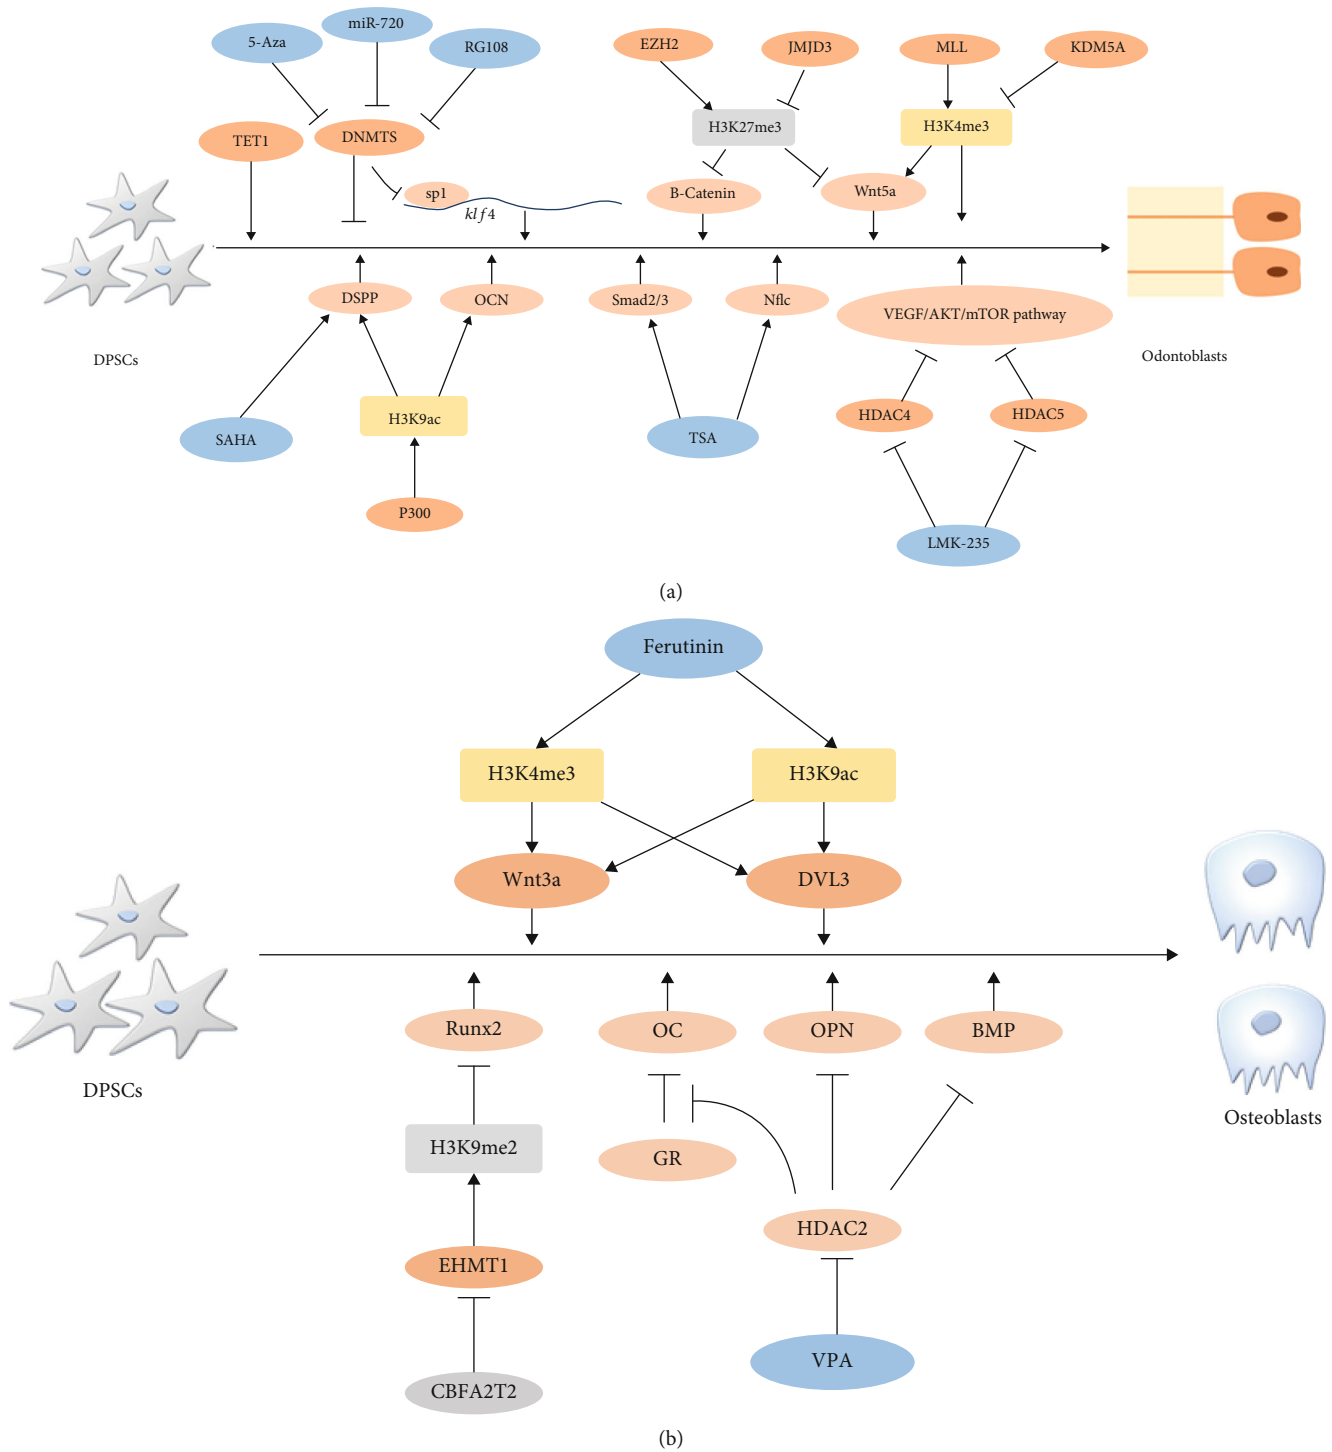 5-Aza
miR-720
RG108
EZH2
JMJD3
MLL
KDM5A
TET1
DNMTS
H3K27me3
H3K4me3
sp1
klf4
B-Catenin
Wnt5a
DPSCs
DSPP
OCN
Smad2/3
Nflc
VEGF/AKT/mTOR pathway
Odontoblasts
SAHA
H3K9ac
TSA
HDAC4
HDAC5
P300
LMK-235
(a)
Ferutinin
H3K4me3
H3K9ac
Wnt3a
DVL3
DPSCs
Runx2
OC
OPN
BMP
Osteoblasts
H3K9me2
GR
HDAC2
EHMT1
VPA
CBFA2T2
(b)